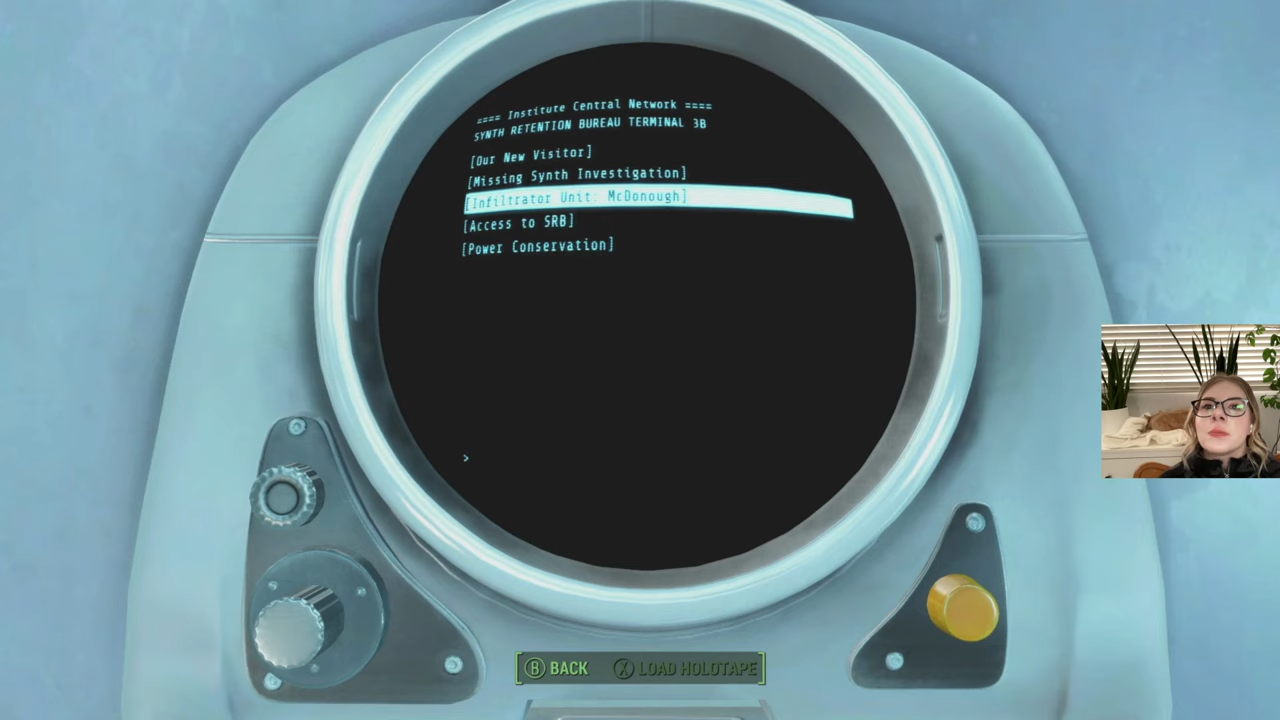 ==== Institute Central Network ====
SYNTH RETENTION BUREAU TERMINAL 3B
[Our New Visitor]
[Missing Synth Investigation]
[Infiltrator Unit: McDonough]
[Access to SRB]
[Power Conservation]
>
B BACK X LOAD HOLOTAPE